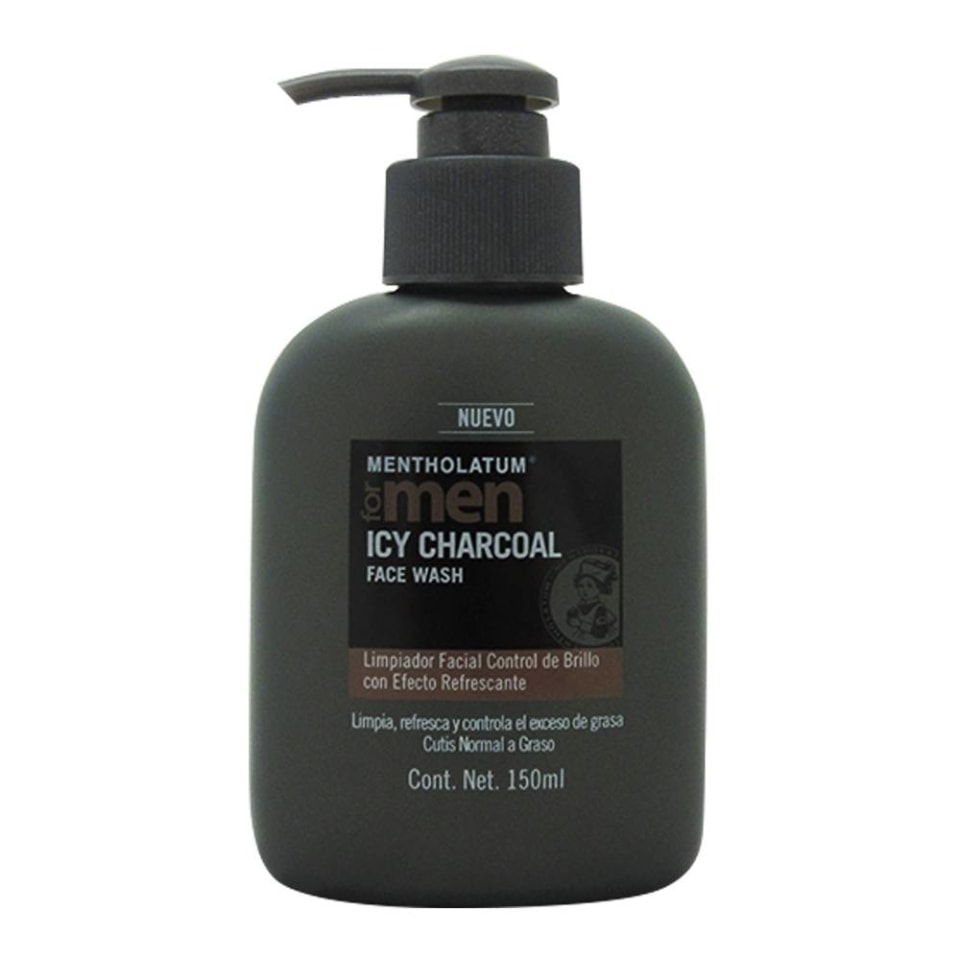 NUEVO
MENTHOLATUM®
for men
ICY CHARCOAL
FACE WASH
Limpiador Facial Control de Brillo
con Efecto Refrescante
Limpia, refresca y controla el exceso de grasa
Cutis Normal a Graso
Cont. Net. 150ml